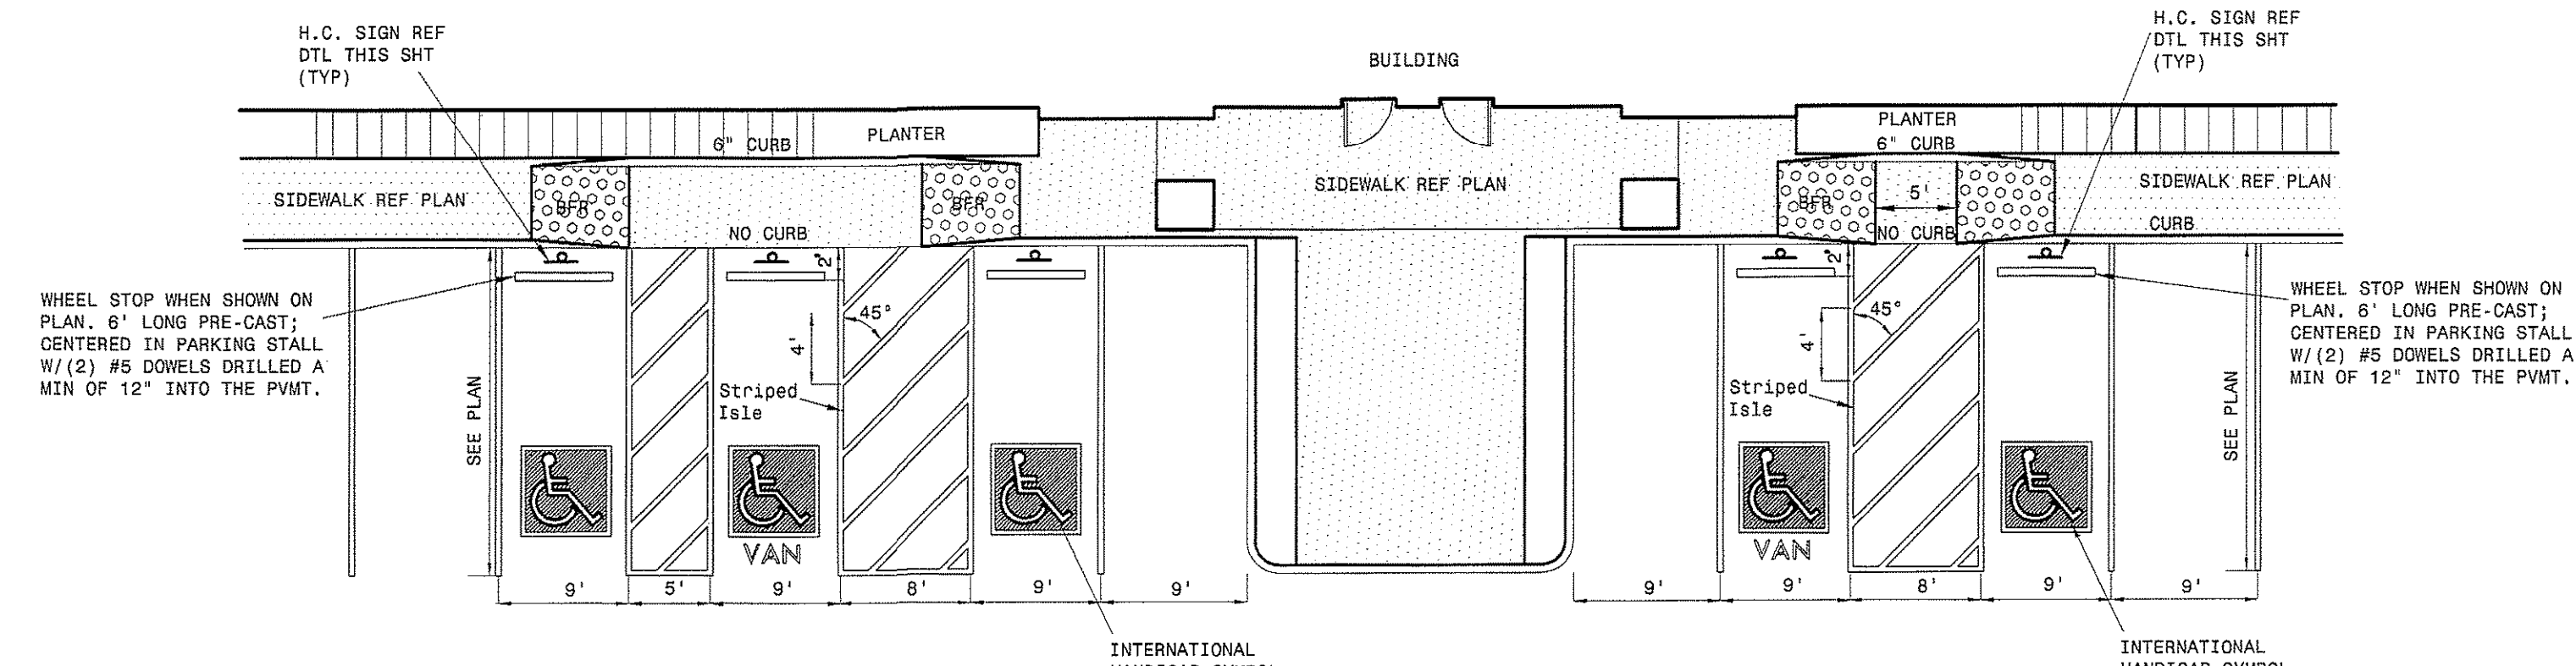 H.C. SIGN REF
DTL THIS SHT
(TYP)
BUILDING
H.C. SIGN REF
DTL THIS SHT
(TYP)
PLANTER
6" CURB
PLANTER
6" CURB
SIDEWALK REF PLAN
BFR
NO CURB
BFR
SIDEWALK REF PLAN
BFR
5'
NO CURB
SIDEWALK REF PLAN
CURB
WHEEL STOP WHEN SHOWN ON
PLAN. 6' LONG PRE-CAST;
CENTERED IN PARKING STALL
W/(2) #5 DOWELS DRILLED A
MIN OF 12" INTO THE PVMT.
SEE PLAN
2"
45°
4'
Striped
Isle
VAN
2"
45°
4'
Striped
Isle
VAN
SEE PLAN
WHEEL STOP WHEN SHOWN ON
PLAN. 6' LONG PRE-CAST;
CENTERED IN PARKING STALL
W/(2) #5 DOWELS DRILLED A
MIN OF 12" INTO THE PVMT.
9'
5'
9'
8'
9'
9'
9'
9'
8'
9'
9'
INTERNATIONAL
INTERNATIONAL